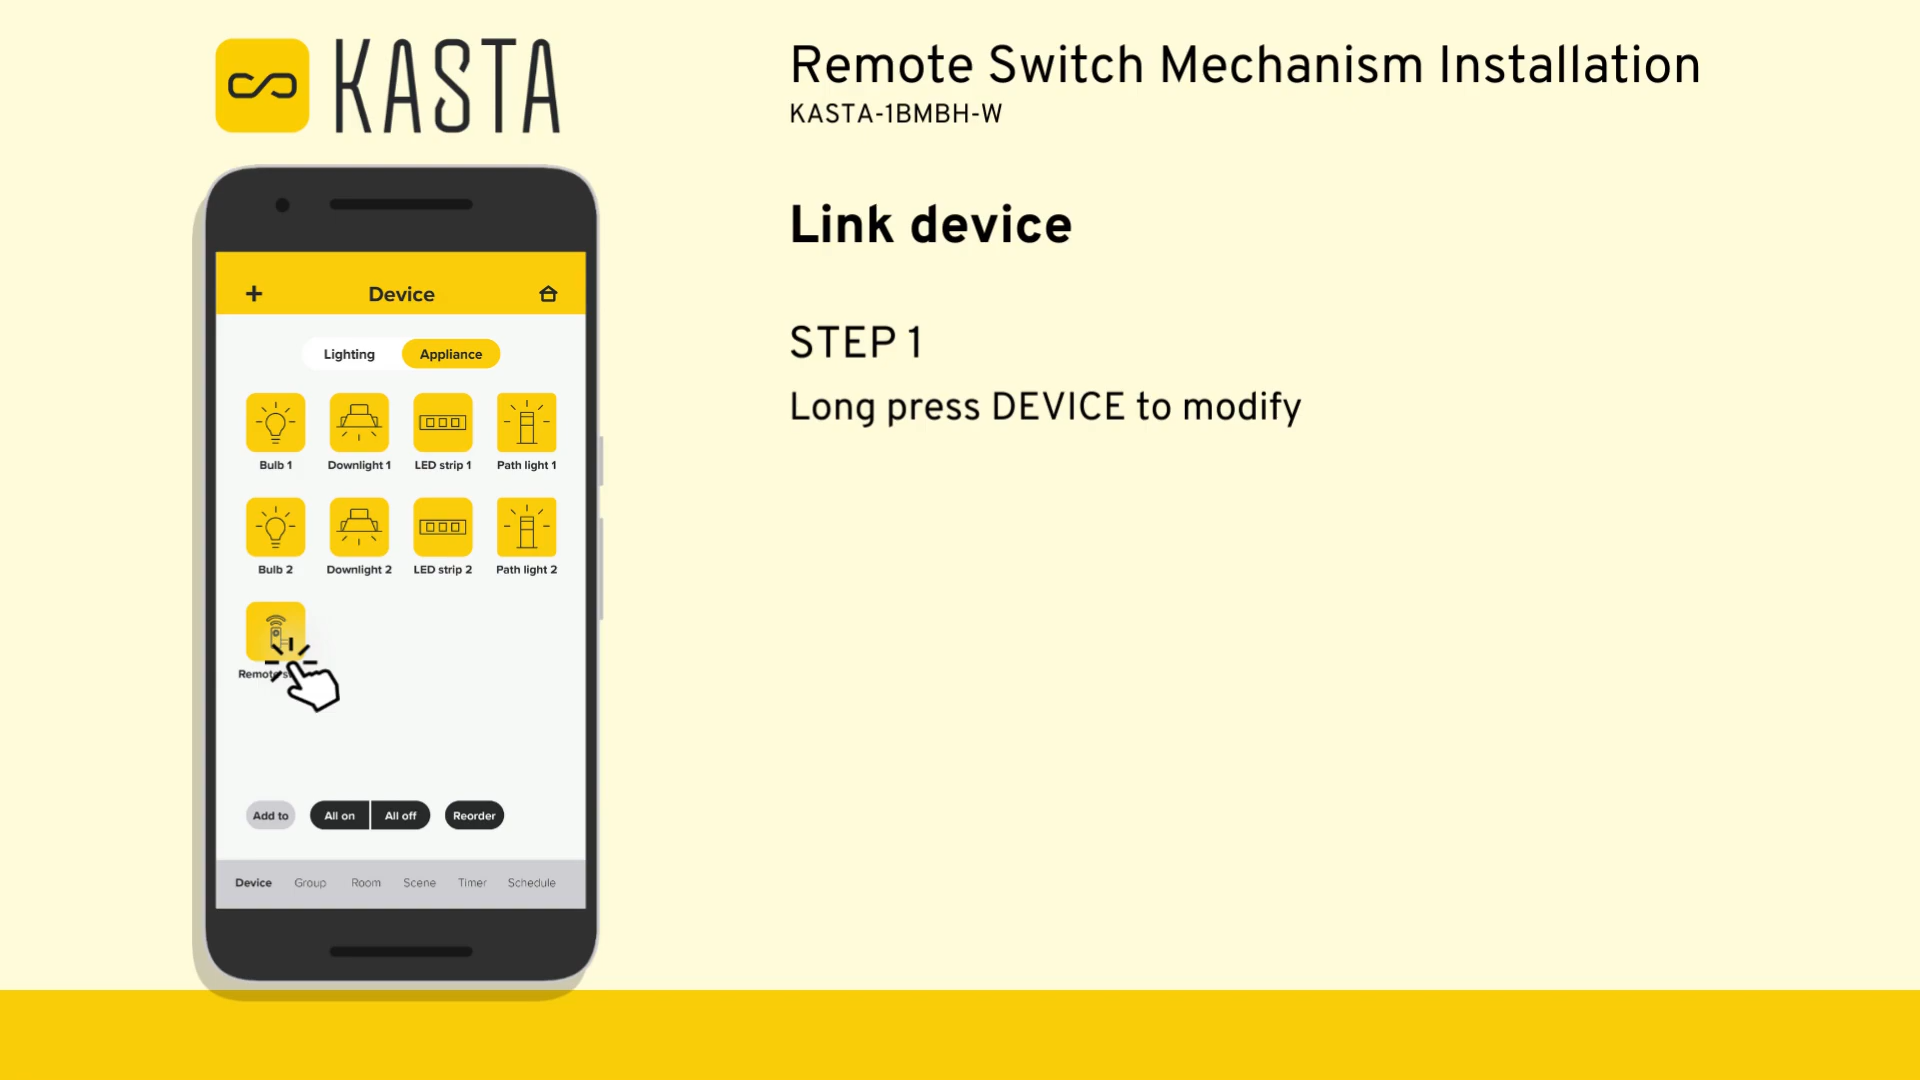 KASTA
Remote Switch Mechanism Installation
KASTA-1BMBH-W
Link device
STEP 1
Long press DEVICE to modify
Device
Lighting Appliance
Bulb 1 Downlight 1 LED strip 1 Path light 1
Bulb 2 Downlight 2 LED strip 2 Path light 2
Remote
Add to All on All off Reorder
Device Group Room Scene Timer Schedule